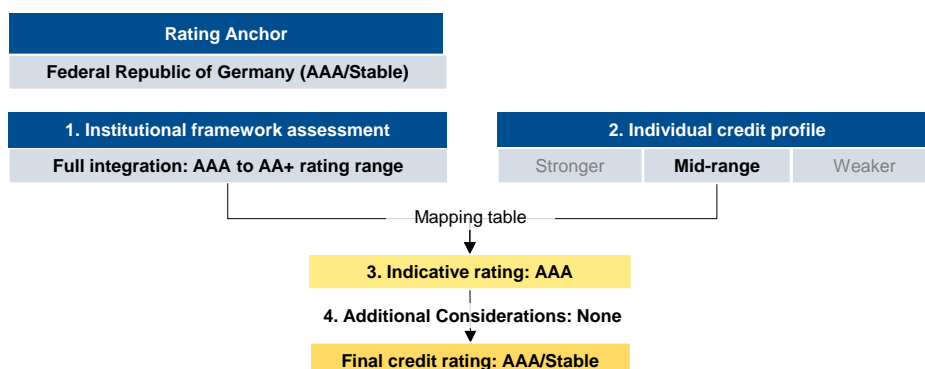 Rating Anchor
Federal Republic of Germany (AAA/Stable)
1. Institutional framework assessment
Full integration: AAA to AA+ rating range
2. Individual credit profile
Stronger
Mid-range
Weaker
Mapping table
3. Indicative rating: AAA
4. Additional Considerations: None
Final credit rating: AAA/Stable